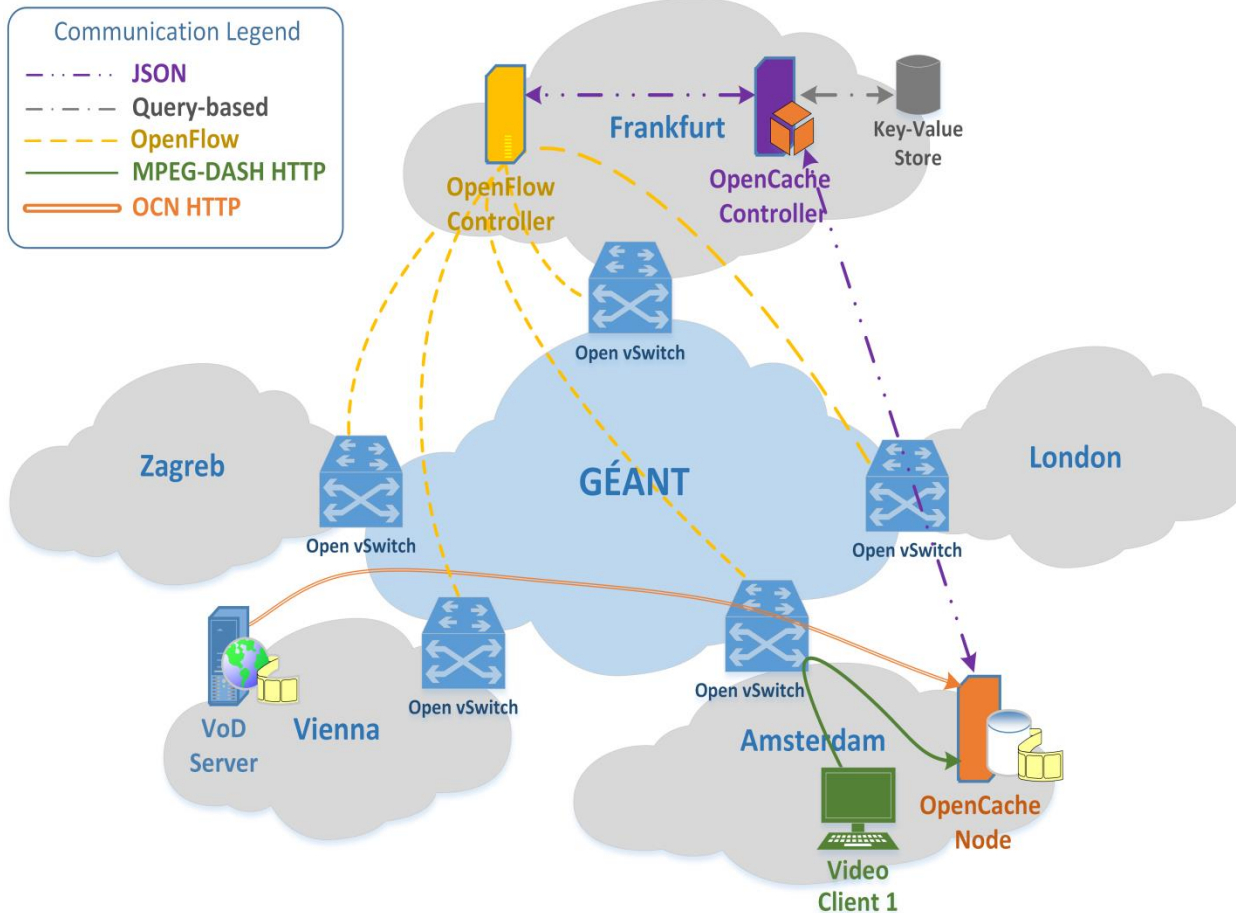 Communication Legend
JSON
Query-based
OpenFlow
MPEG-DASH HTTP
OCN HTTP
Frankfurt
OpenFlow
Controller
OpenCache
Controller
Key-Value
Store
Open vSwitch
Zagreb
Open vSwitch
GÉANT
London
Open vSwitch
VoD
Server
Vienna
Open vSwitch
Open vSwitch
Amsterdam
OpenCache
Node
Video
Client 1